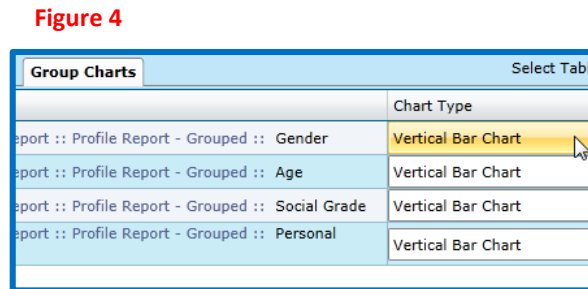 Figure 4
Group Charts Select Tabl
Chart Type
eport :: Profile Report - Grouped :: Gender Vertical Bar Chart
eport :: Profile Report - Grouped :: Age Vertical Bar Chart
eport :: Profile Report - Grouped :: Social Grade Vertical Bar Chart
eport :: Profile Report - Grouped :: Personal Vertical Bar Chart